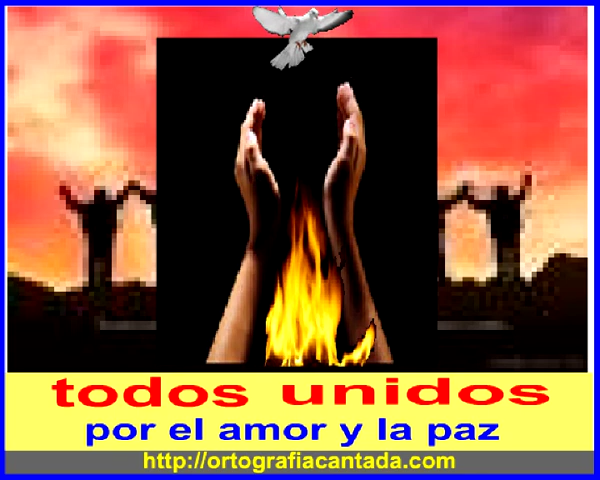 todos unidos
por el amor y la paz
http://ortografiacantada.com